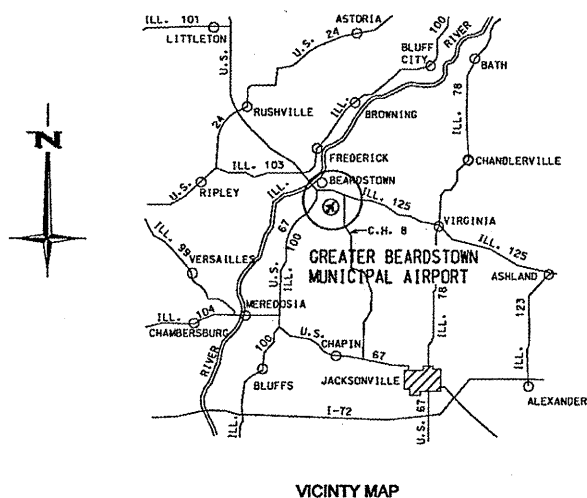 ILL. 101
LITTLETON
ASTORIA
U.S. 24
100
U.S.
BLUFF
CITY
RIVER
BATH
ILL. 78
RUSHVILLE
ILL.
BROWNING
24
FREDERICK
CHANDLERVILLE
N
ILL. 103
BEARDSTOWN
U.S.
RIPLEY
ILL.
ILL. 125
VIRGINIA
C.H. 8
ILL. 99
67
100
ILL. 125
VERSAILLES
GREATER BEARDSTOWN
MUNICIPAL AIRPORT
U.S.
ILL.
78
ASHLAND
MEREDOSIA
ILL. 104
CHAMBERSBURG
ILL.
123
RIVER
100
U.S.
CHAPIN
67
ILL.
BLUFFS
JACKSONVILLE
ILL.
I-72
U.S. 67
ALEXANDER
VICINTY MAP